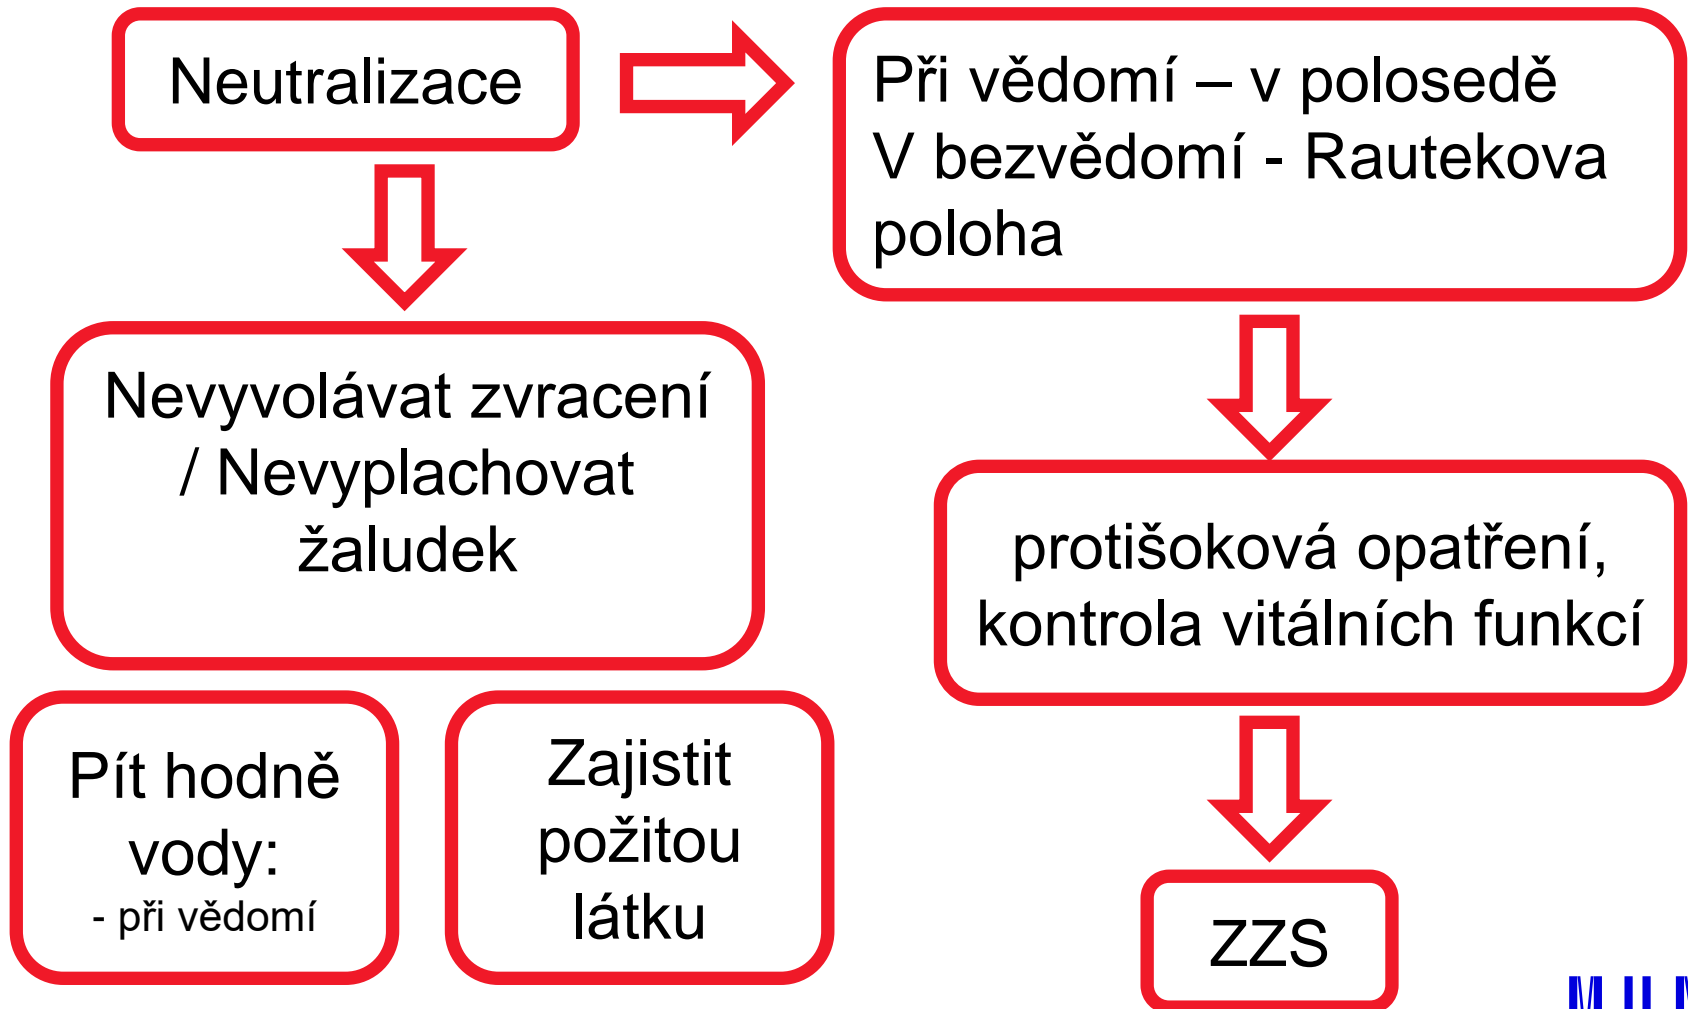 Neutralizace
Při vědomí – v polosedě
V bezvědomí - Rautekova
poloha
Nevyvolávat zvracení
/ Nevyplachovat
žaludek
protišoková opatření,
kontrola vitálních funkcí
Pít hodně
vody:
- při vědomí
Zajistit
požitou
látku
ZZS